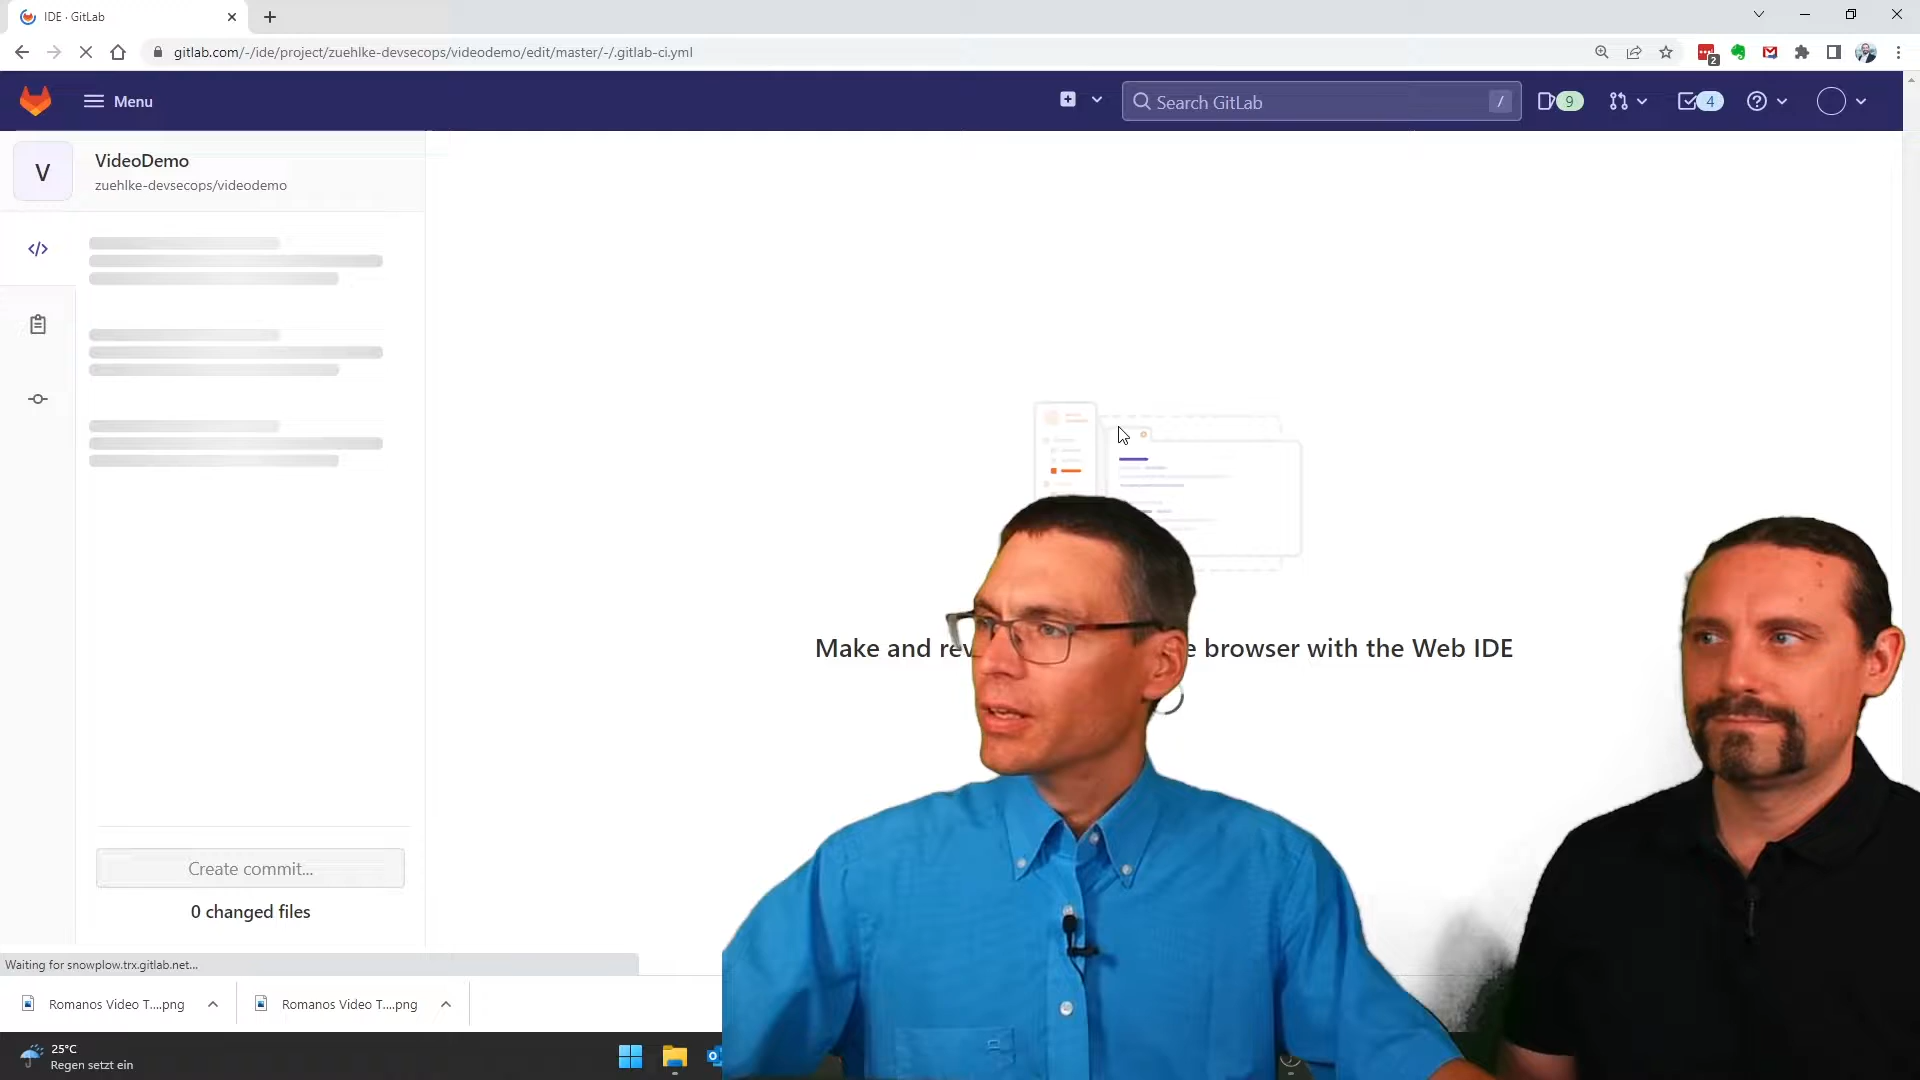 IDE · GitLab
gitlab.com/-/ide/project/zuehlke-devsecops/videodemo/edit/master/-/.gitlab-ci.yml
2
Menu
Search GitLab
/
9
4
V
VideoDemo
zuehlke-devsecops/videodemo
Make and rev
e browser with the Web IDE
Create commit...
0 changed files
Waiting for snowplow.trx.gitlab.net...
Romanos Video T....png
Romanos Video T....png
25°C
Regen setzt ein